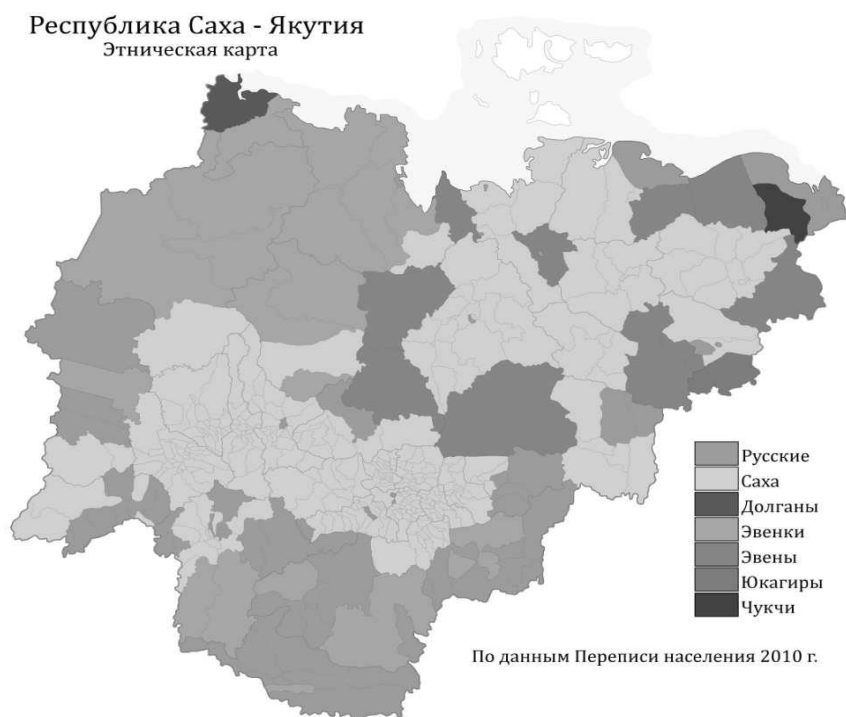 Республика Саха - Якутия
Этническая карта
Русские
Саха
Долганы
Эвенки
Эвены
Юкагиры
Чукчи
По данным Переписи населения 2010 г.